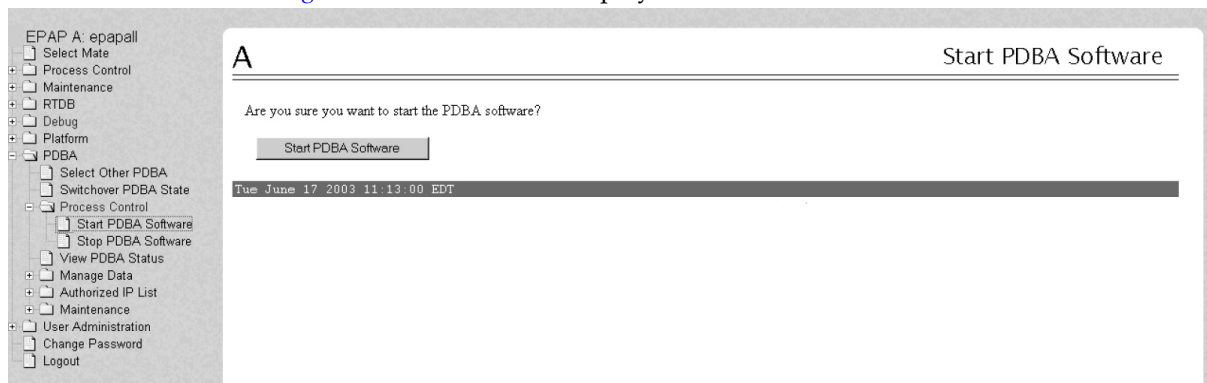 EPAP A: epapall
Select Mate
Process Control
Maintenance
RTDB
Debug
Platform
PDBA
Select Other PDBA
Switchover PDBA State
Process Control
Start PDBA Software
Stop PDBA Software
View PDBA Status
Manage Data
Authorized IP List
Maintenance
User Administration
Change Password
Logout
A
Start PDBA Software
Are you sure you want to start the PDBA software?
Start PDBA Software
Tue June 17 2003 11:13:00 EDT